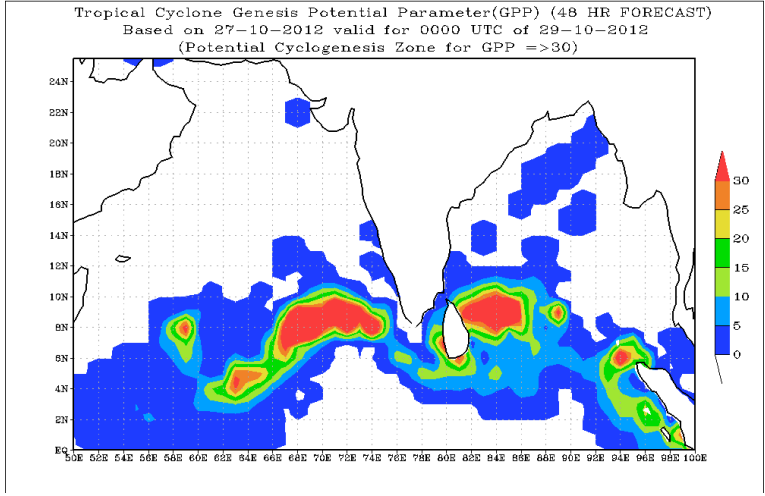 Tropical Cyclone Genesis Potential Parameter(GPP) (48 HR FORECAST)
Based on 27-10-2012 valid for 0000 UTC of 29-10-2012
(Potential Cyclogenesis Zone for GPP =>30)
24N
22N
20N
18N
16N
14N
12N
10N
8N
6N
4N
2N
EQ
50E 52E 54E 56E 58E 60E 62E 64E 66E 68E 70E 72E 74E 76E 78E 80E 82E 84E 86E 88E 90E 92E 94E 96E 98E 100E
30
25
20
15
10
5
0